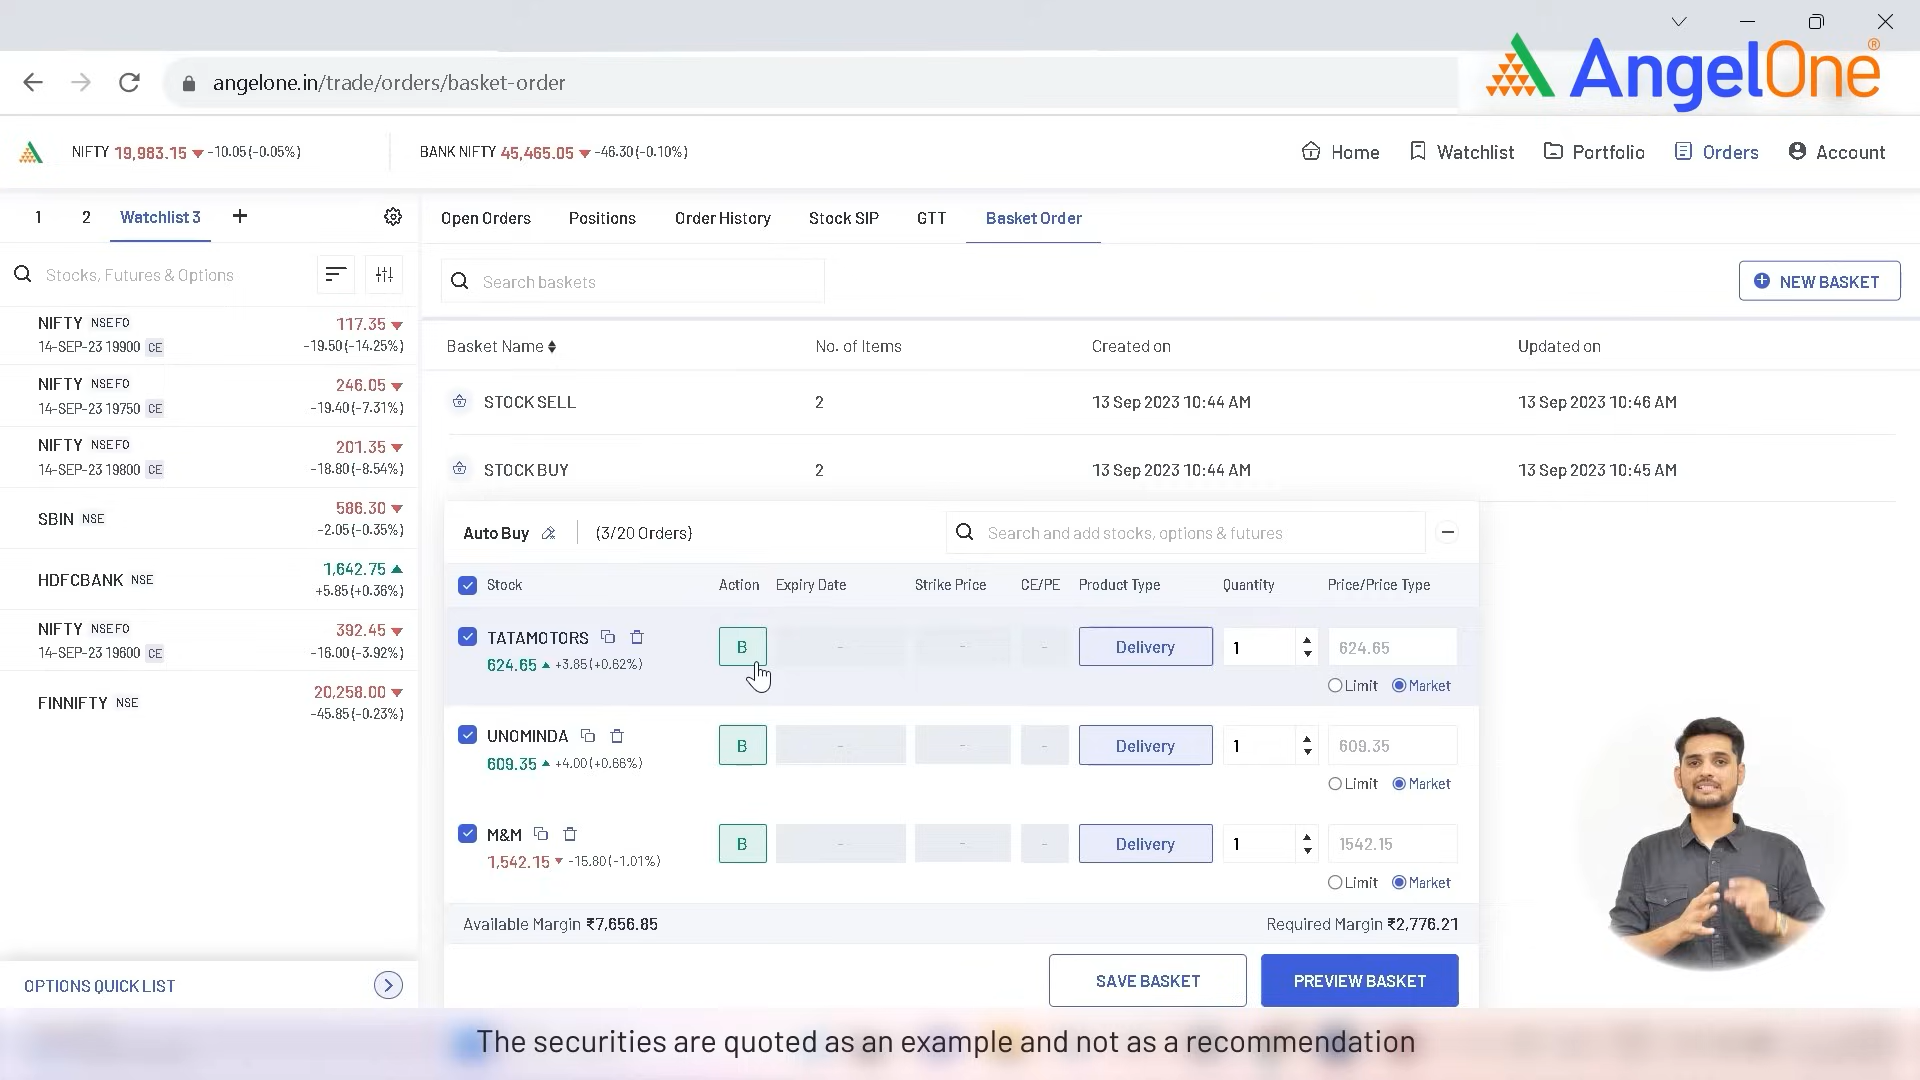 angelone.in/trade/orders/basket-order
AngelOne®
NIFTY 19,983.15 ▼ -10.05 (-0.05%)
BANK NIFTY 45,465.05 ▼ -46.30 (-0.10%)
Home
Watchlist
Portfolio
Orders
Account
1
2
Watchlist 3
+
Open Orders
Positions
Order History
Stock SIP
GTT
Basket Order
Stocks, Futures & Options
Search baskets
NEW BASKET
NIFTY NSEFO 117.35 ▼
14-SEP-23 19900 CE -19.50 (-14.25%)
NIFTY NSEFO 246.05 ▼
14-SEP-23 19750 CE -19.40 (-7.31%)
NIFTY NSEFO 201.35 ▼
14-SEP-23 19800 CE -18.80 (-8.54%)
SBIN NSE 586.30 ▼
-2.05 (-0.35%)
HDFCBANK NSE 1,642.75 ▲
+5.85 (+0.36%)
NIFTY NSEFO 392.45 ▼
14-SEP-23 19600 CE -16.00 (-3.92%)
FINNIFTY NSE 20,258.00 ▼
-45.85 (-0.23%)
OPTIONS QUICK LIST
Basket Name No. of Items Created on Updated on
STOCK SELL 2 13 Sep 2023 10:44 AM 13 Sep 2023 10:46 AM
STOCK BUY 2 13 Sep 2023 10:44 AM 13 Sep 2023 10:45 AM
Auto Buy (3/20 Orders) Search and add stocks, options & futures
Stock Action Expiry Date Strike Price CE/PE Product Type Quantity Price/Price Type
TATAMOTORS B - - - Delivery 1 624.65
624.65 ▲ +3.85 (+0.62%) Limit Market
UNOMINDA B - - - Delivery 1 609.35
609.35 ▲ +4.00 (+0.66%) Limit Market
M&M B - - - Delivery 1 1542.15
1,542.15 ▼ -15.80 (-1.01%) Limit Market
Available Margin ₹7,656.85 Required Margin ₹2,776.21
SAVE BASKET
PREVIEW BASKET
The securities are quoted as an example and not as a recommendation